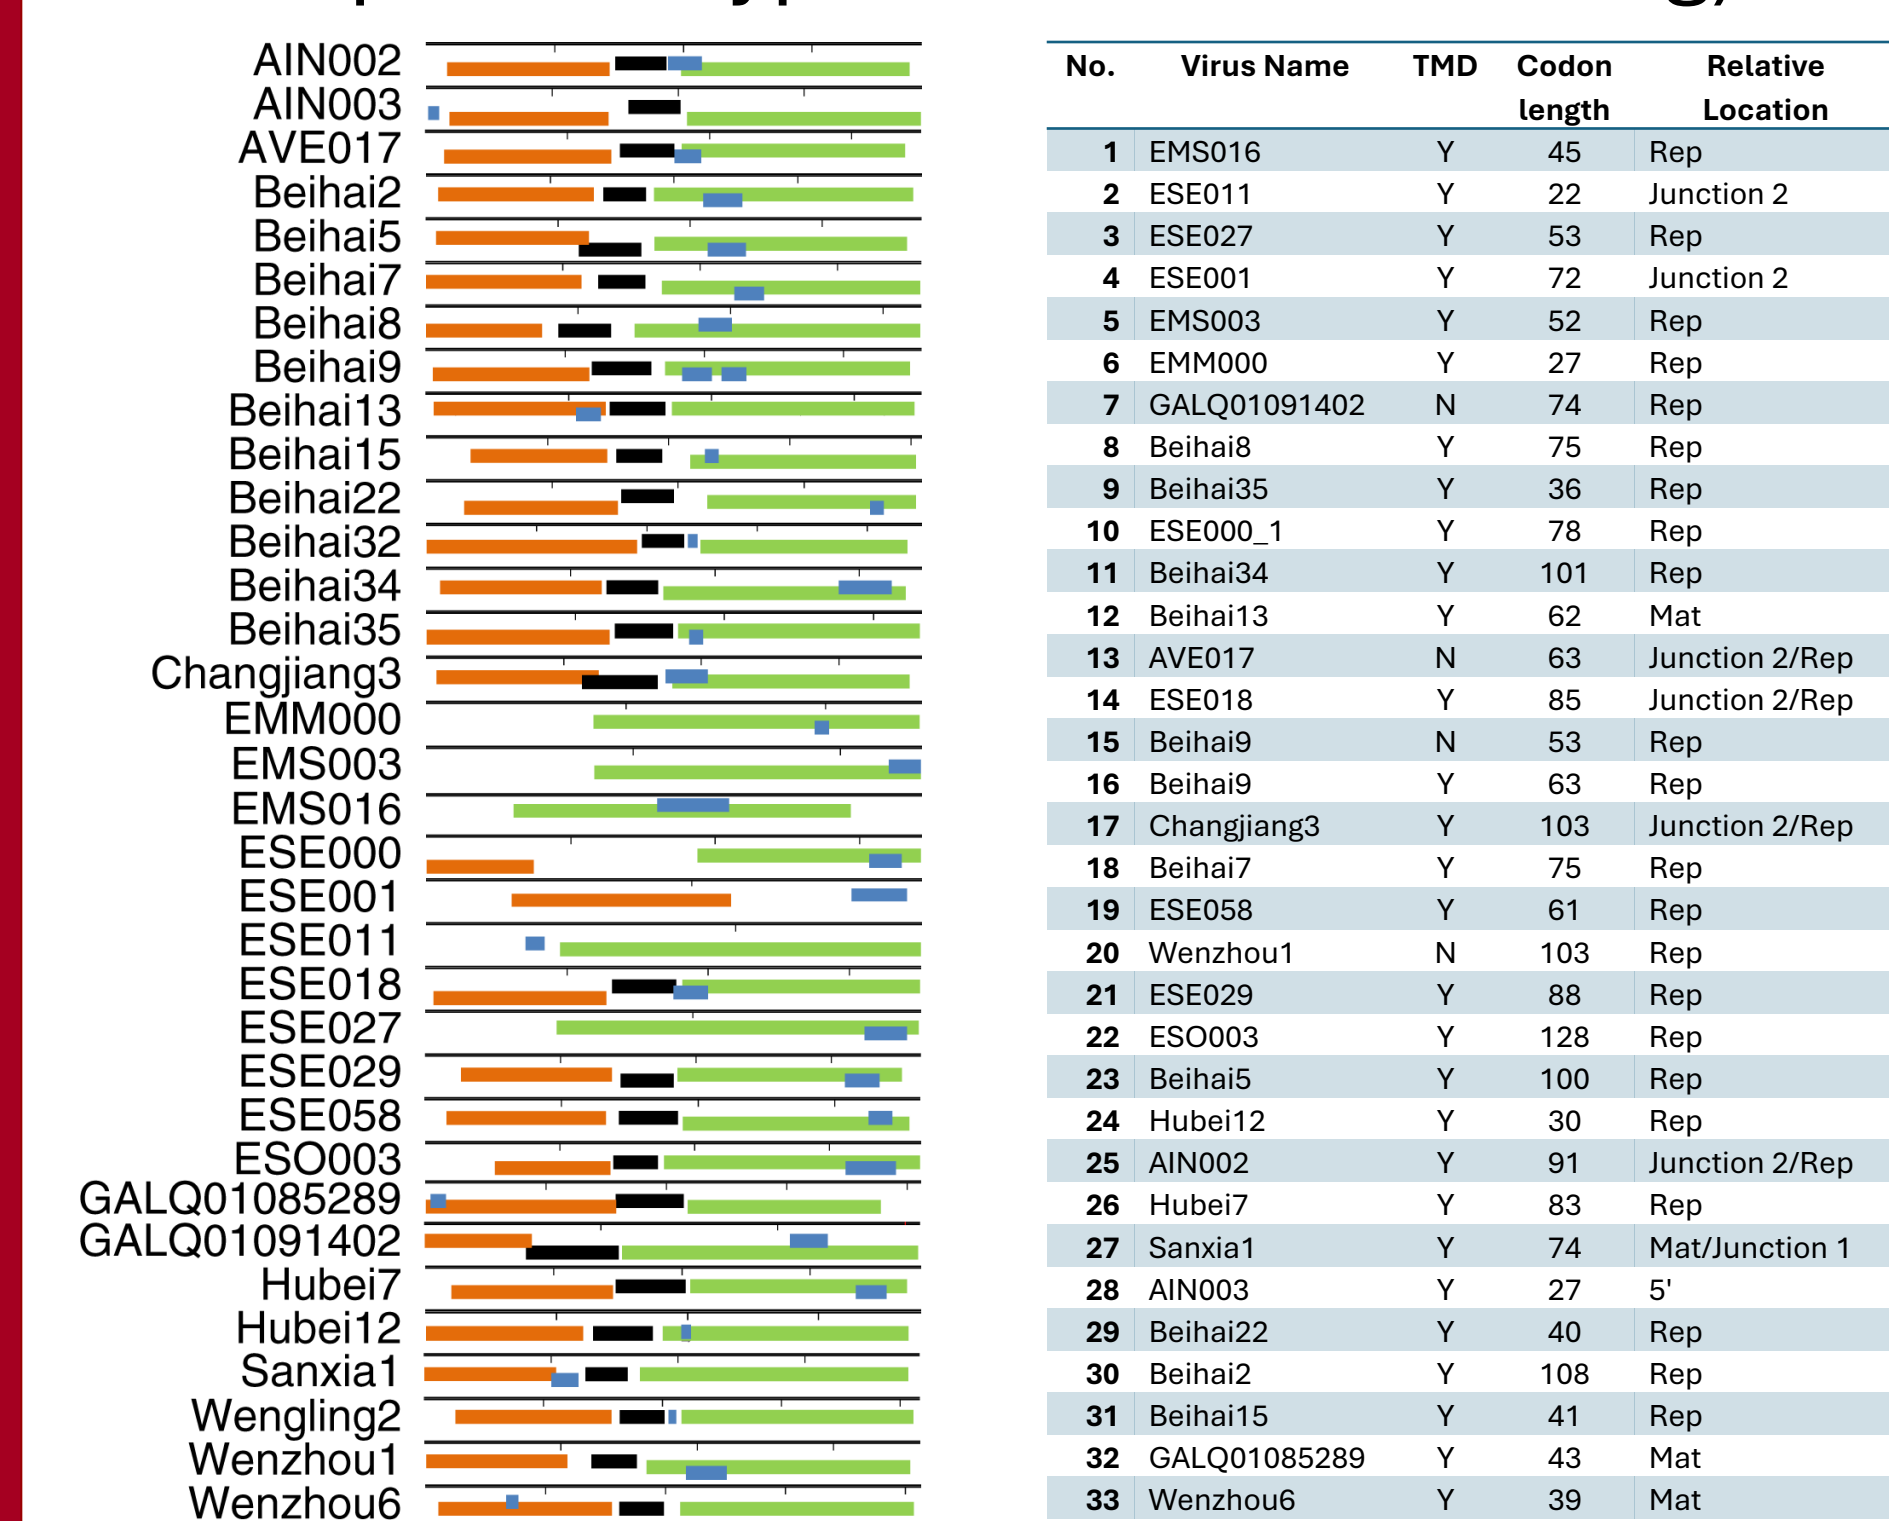 AIN002
AIN003
AVE017
Beihai2
Beihai5
Beihai7
Beihai8
Beihai9
Beihai13
Beihai15
Beihai22
Beihai32
Beihai34
Beihai35
Changjiang3
EMM000
EMS003
EMS016
ESE000
ESE001
ESE011
ESE018
ESE027
ESE029
ESE058
ESO003
GALQ01085289
GALQ01091402
Hubei7
Hubei12
Sanxia1
Wengling2
Wenzhou1
Wenzhou6
No. Virus Name TMD Codon length Relative Location
1 EMS016 Y 45 Rep
2 ESE011 Y 22 Junction 2
3 ESE027 Y 53 Rep
4 ESE001 Y 72 Junction 2
5 EMS003 Y 52 Rep
6 EMM000 Y 27 Rep
7 GALQ01091402 N 74 Rep
8 Beihai8 Y 75 Rep
9 Beihai35 Y 36 Rep
10 ESE000_1 Y 78 Rep
11 Beihai34 Y 101 Rep
12 Beihai13 Y 62 Mat
13 AVE017 N 63 Junction 2/Rep
14 ESE018 Y 85 Junction 2/Rep
15 Beihai9 N 53 Rep
16 Beihai9 Y 63 Rep
17 Changjiang3 Y 103 Junction 2/Rep
18 Beihai7 Y 75 Rep
19 ESE058 Y 61 Rep
20 Wenzhou1 N 103 Rep
21 ESE029 Y 88 Rep
22 ESO003 Y 128 Rep
23 Beihai5 Y 100 Rep
24 Hubei12 Y 30 Rep
25 AIN002 Y 91 Junction 2/Rep
26 Hubei7 Y 83 Rep
27 Sanxia1 Y 74 Mat/Junction 1
28 AIN003 Y 27 5'
29 Beihai22 Y 40 Rep
30 Beihai2 Y 108 Rep
31 Beihai15 Y 41 Rep
32 GALQ01085289 Y 43 Mat
33 Wenzhou6 Y 39 Mat